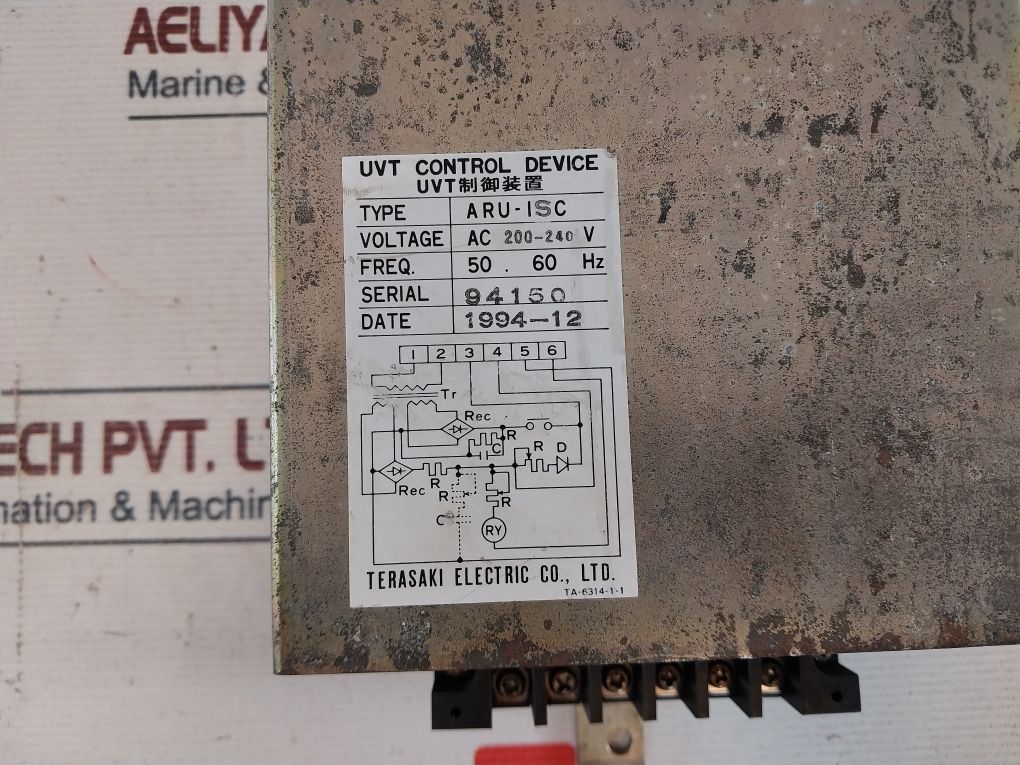 AELIYA
Marine &
UVT CONTROL DEVICE
UVT制御装置
TYPE ARU-1SC
VOLTAGE AC 200-240 V
FREQ. 50 . 60 Hz
SERIAL 94150
DATE 1994-12
1 2 3 4 5 6
Tr
Rec
R
C
R D
R
Rec
R
R
C
RY
TERASAKI ELECTRIC CO., LTD.
TA-6314-1-1
ECH PVT. L
mation & Machin